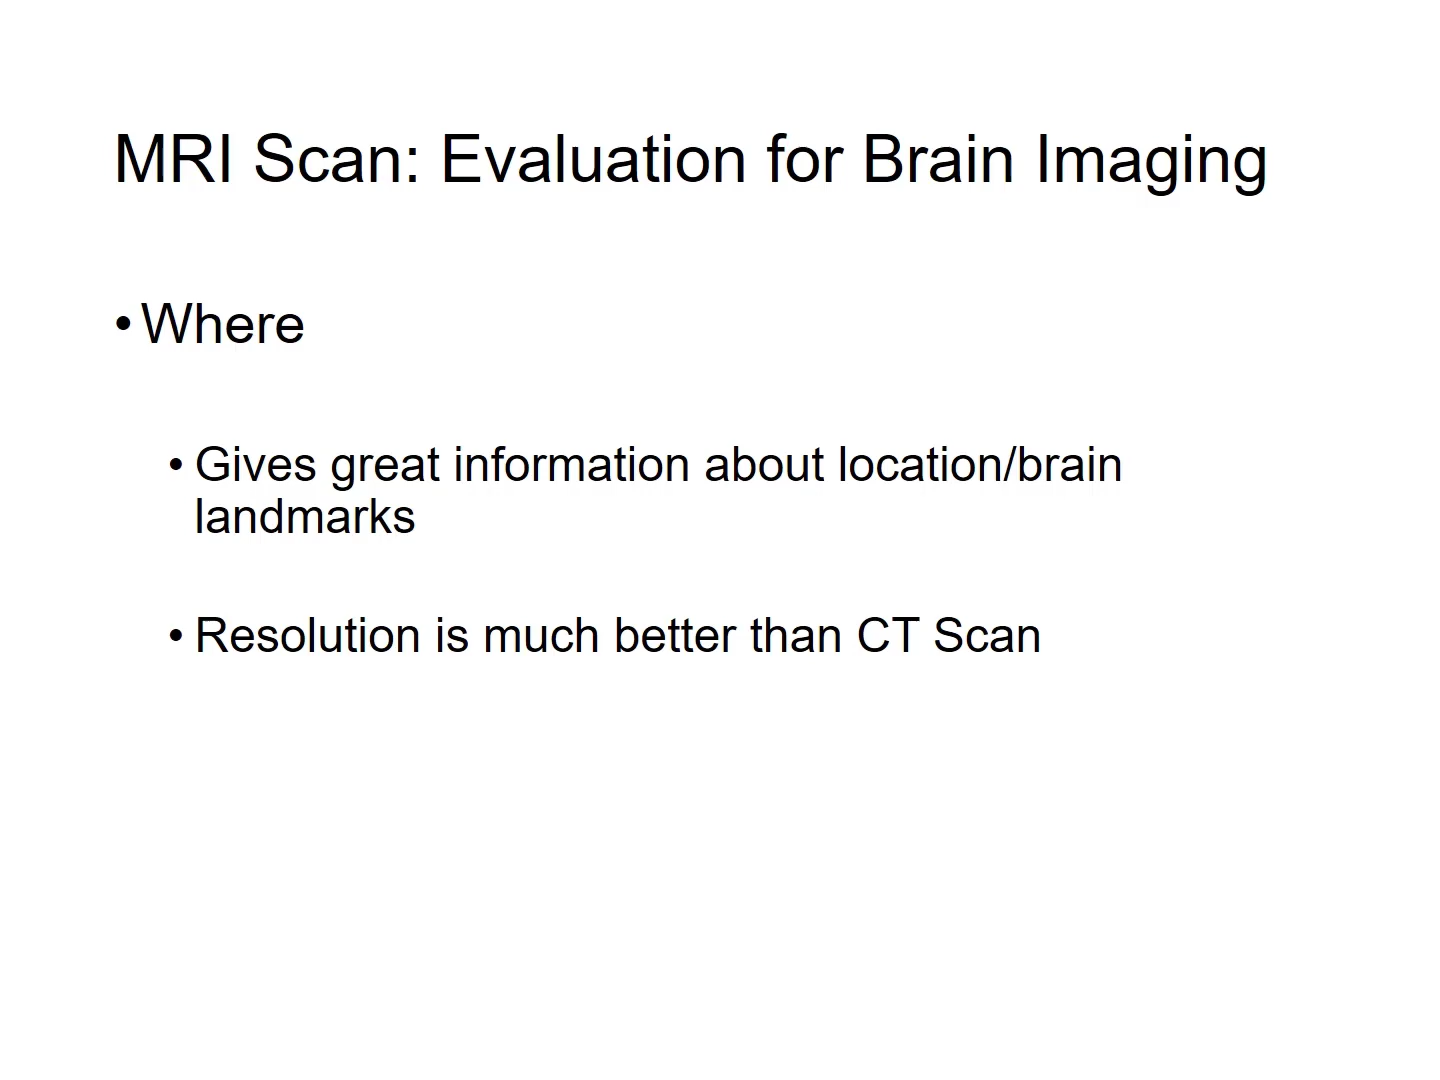 MRI Scan: Evaluation for Brain Imaging
• Where
• Gives great information about location/brain
landmarks
• Resolution is much better than CT Scan